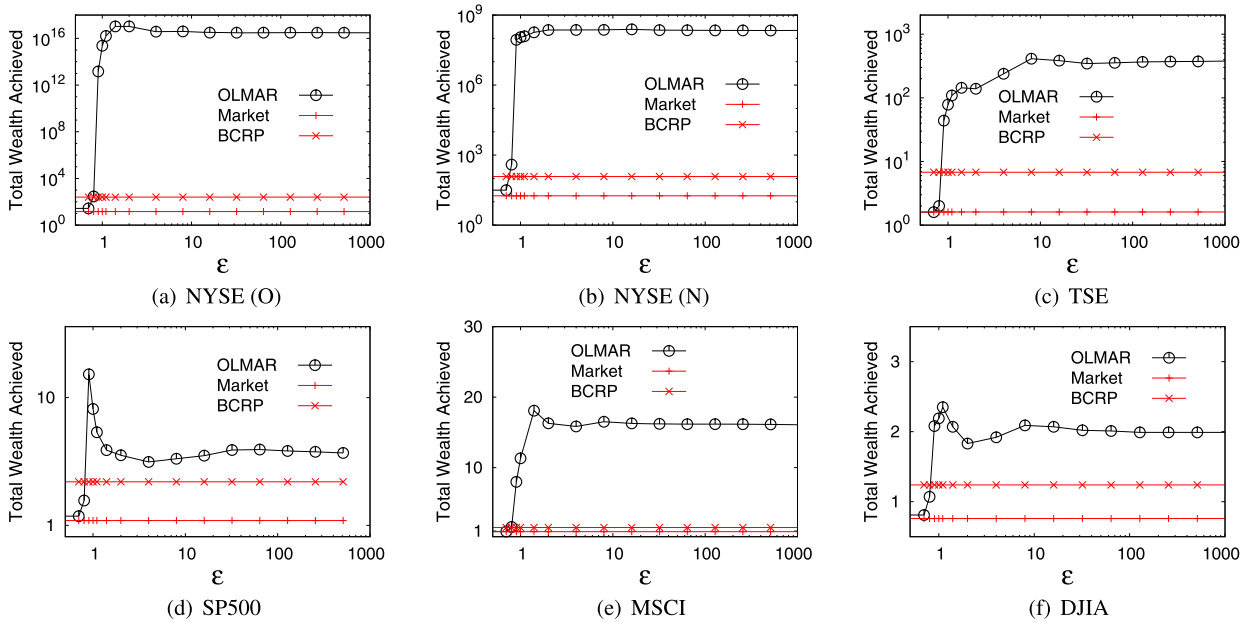 Total Wealth Achieved
10^16
10^12
10^8
10^4
10^0
OLMAR
Market
BCRP
1 10 100 1000
ε
(a) NYSE (O)
Total Wealth Achieved
10^9
10^6
10^3
10^0
OLMAR
Market
BCRP
1 10 100 1000
ε
(b) NYSE (N)
Total Wealth Achieved
10^3
10^2
10^1
10^0
OLMAR
Market
BCRP
1 10 100 1000
ε
(c) TSE
Total Wealth Achieved
10
1
OLMAR
Market
BCRP
1 10 100 1000
ε
(d) SP500
Total Wealth Achieved
30
20
10
1
OLMAR
Market
BCRP
1 10 100 1000
ε
(e) MSCI
Total Wealth Achieved
3
2
1
OLMAR
Market
BCRP
1 10 100 1000
ε
(f) DJIA